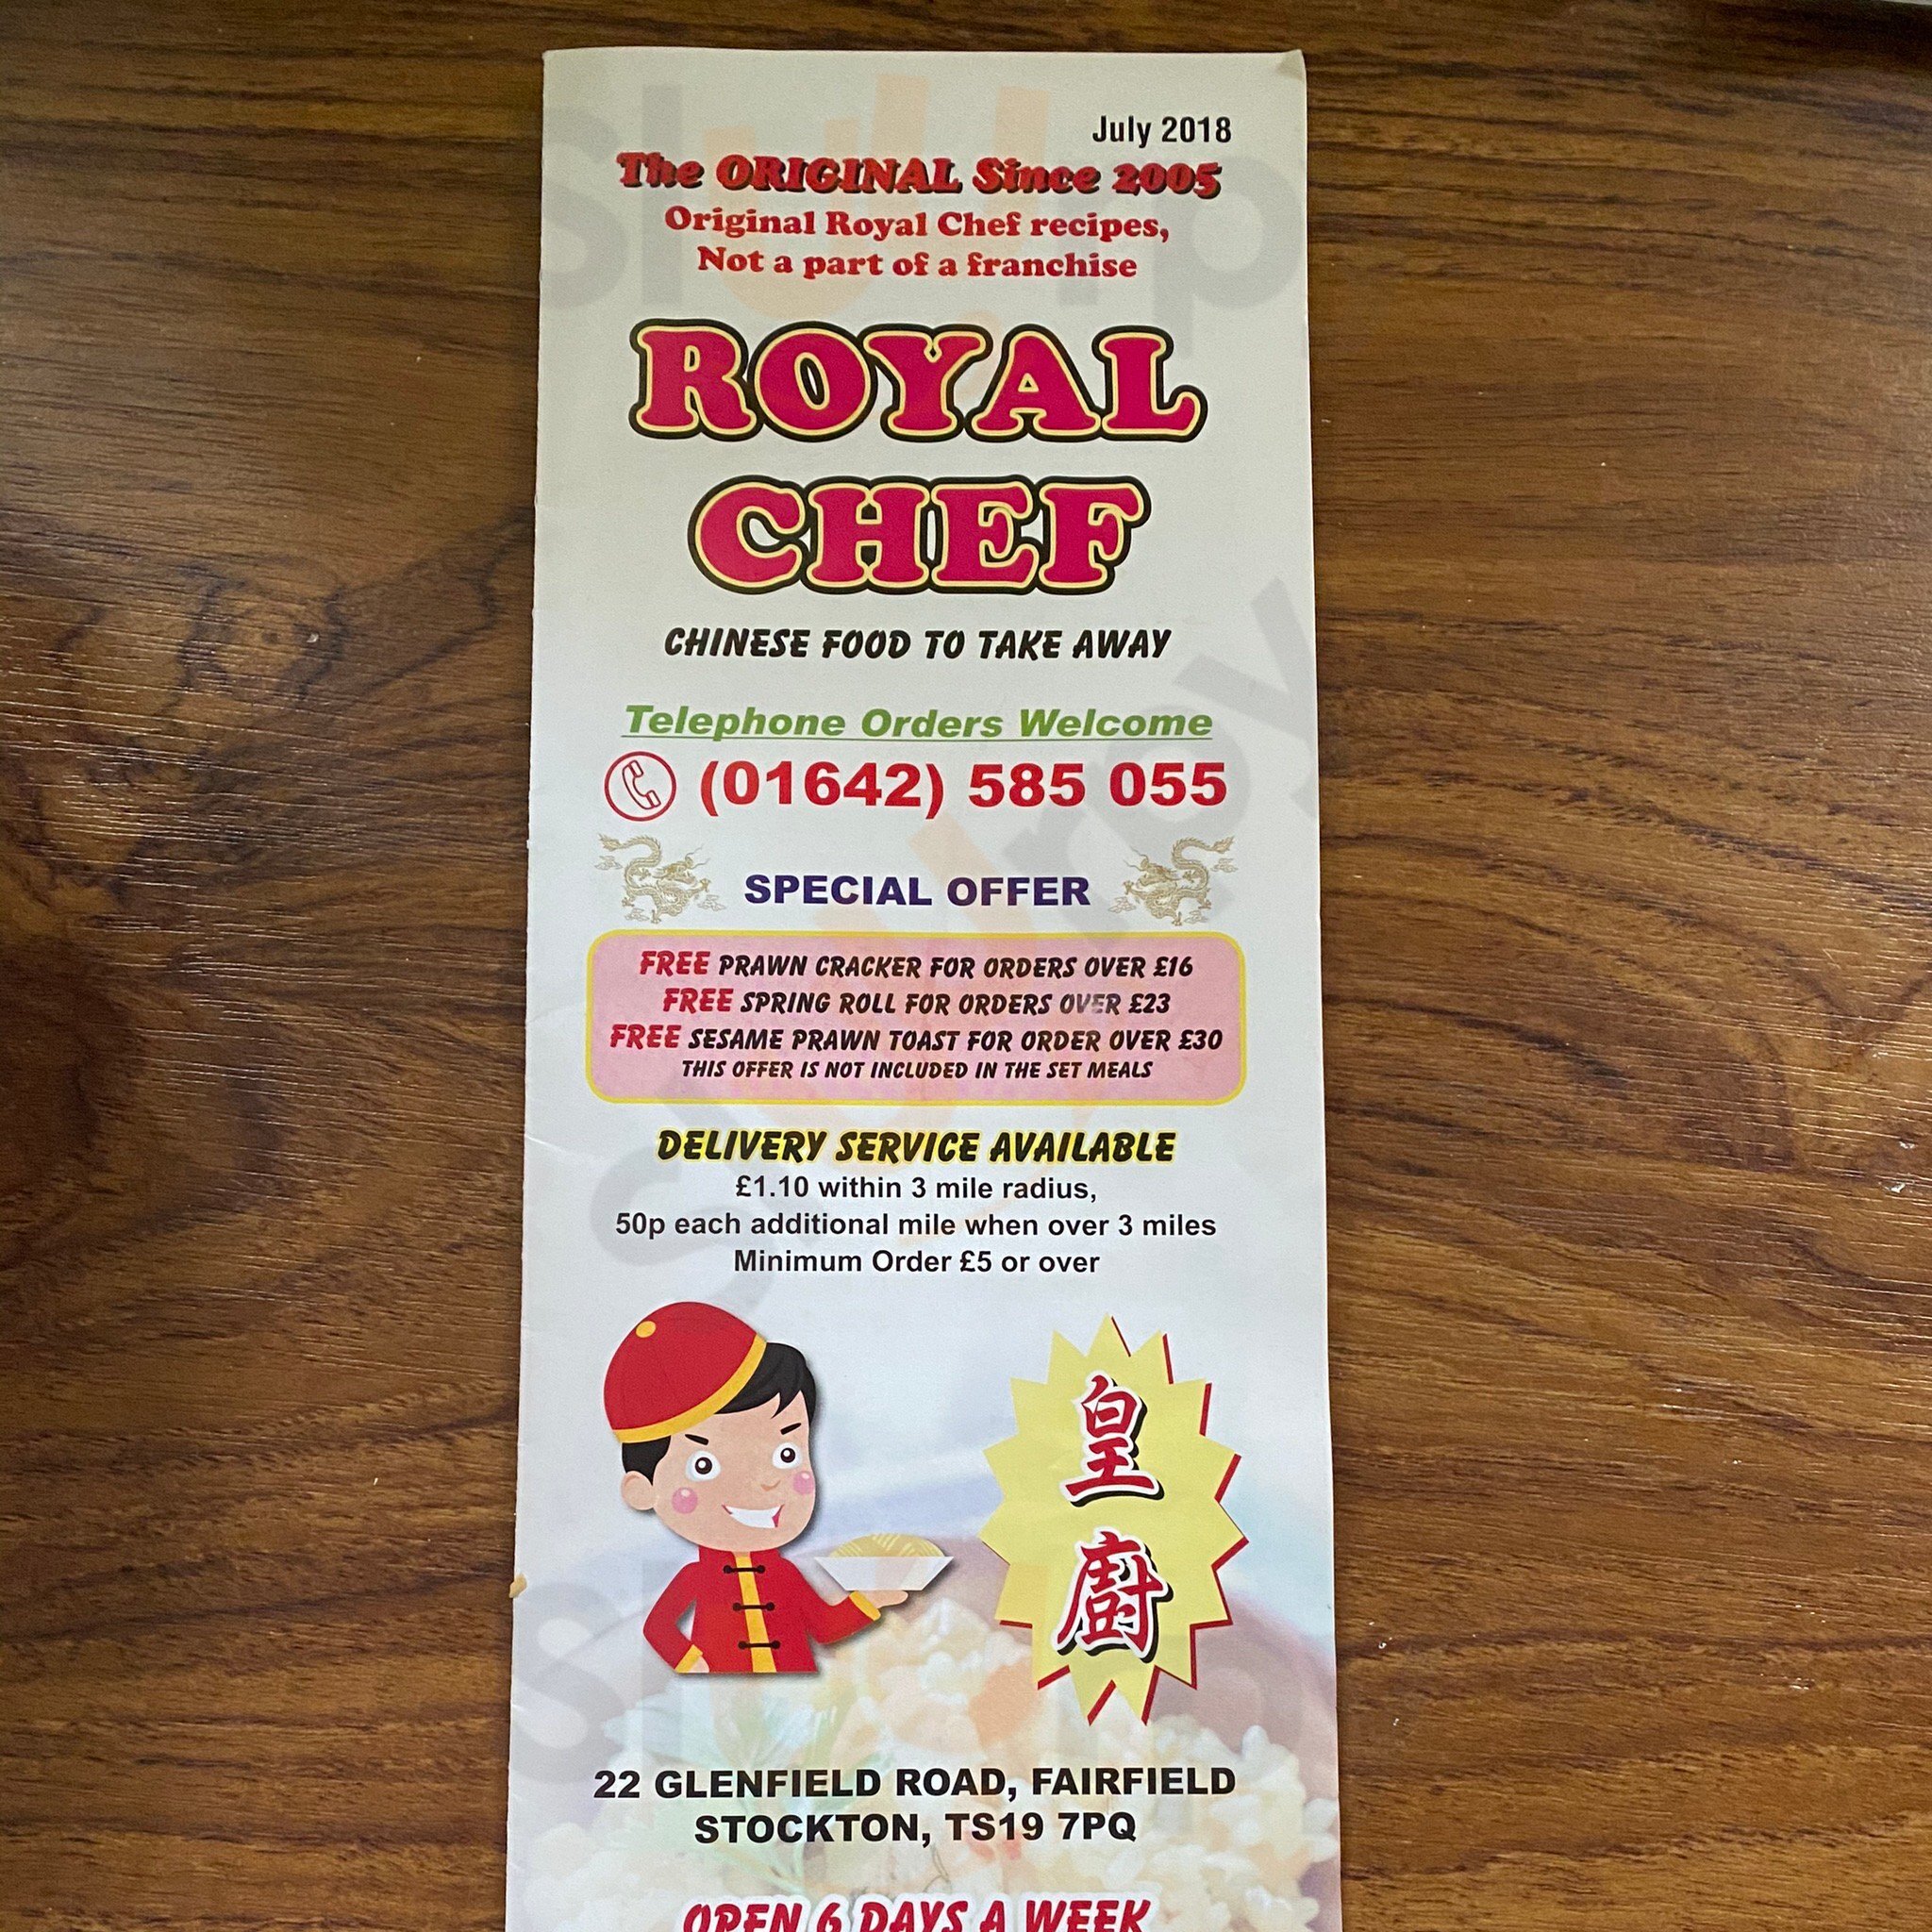 July 2018
The ORIGINAL Since 2005
Original Royal Chef recipes,
Not a part of a franchise
ROYAL
CHEF
CHINESE FOOD TO TAKE AWAY
Telephone Orders Welcome
(01642) 585 055
SPECIAL OFFER
FREE PRAWN CRACKER FOR ORDERS OVER £16
FREE SPRING ROLL FOR ORDERS OVER £23
FREE SESAME PRAWN TOAST FOR ORDER OVER £30
THIS OFFER IS NOT INCLUDED IN THE SET MEALS
DELIVERY SERVICE AVAILABLE
£1.10 within 3 mile radius,
50p each additional mile when over 3 miles
Minimum Order £5 or over
皇
廚
22 GLENFIELD ROAD, FAIRFIELD
STOCKTON, TS19 7PQ
OPEN 6 DAYS A WEEK